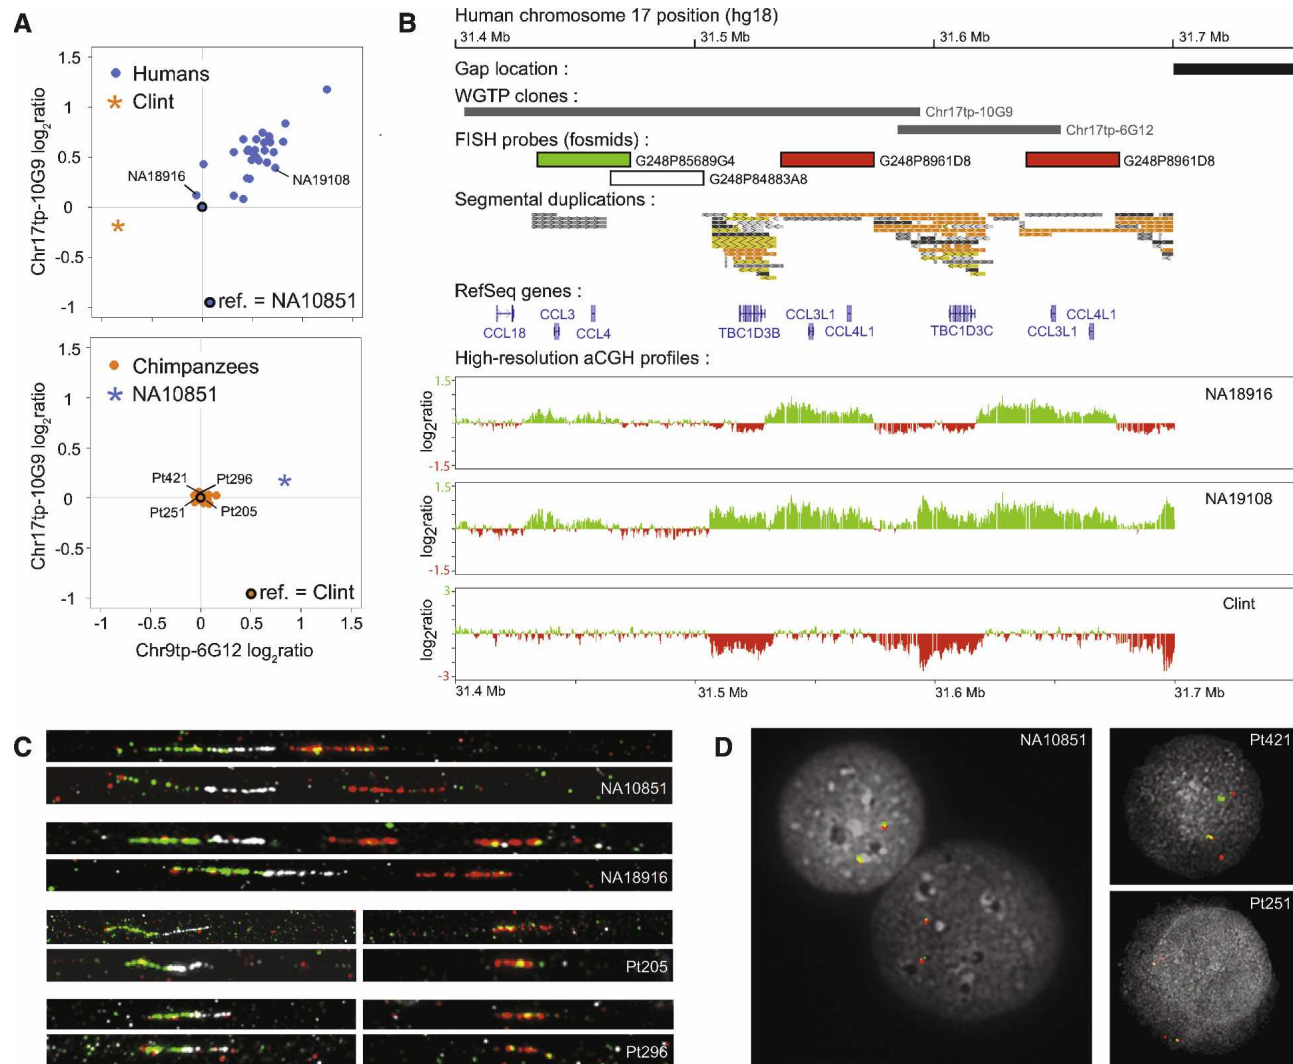 A
1.5
1
0.5
0
-0.5
-1
Chr17tp-10G9 log2ratio
Humans
Clint
NA18916
NA19108
ref. = NA10851
1.5
1
0.5
0
-0.5
-1
Chr17tp-10G9 log2ratio
Chimpanzees
NA10851
Pt421
Pt296
Pt251
Pt205
ref. = Clint
-1 -0.5 0 0.5 1 1.5
Chr9tp-6G12 log2ratio
B
Human chromosome 17 position (hg18)
31.4 Mb 31.5 Mb 31.6 Mb 31.7 Mb
Gap location :
WGTP clones :
Chr17tp-10G9
Chr17tp-6G12
FISH probes (fosmids) :
G248P85689G4 G248P8961D8 G248P8961D8
G248P84883A8
Segmental duplications :
RefSeq genes :
CCL3 CCL3L1 CCL4L1
CCL18 CCL4 TBC1D3B CCL4L1 TBC1D3C CCL3L1
High-resolution aCGH profiles :
1.5
log2ratio
-1.5
NA18916
1.5
log2ratio
-1.5
NA19108
3
log2ratio
-3
Clint
31.4 Mb 31.5 Mb 31.6 Mb 31.7 Mb
C
NA10851
NA18916
Pt205
Pt296
D
NA10851
Pt421
Pt251